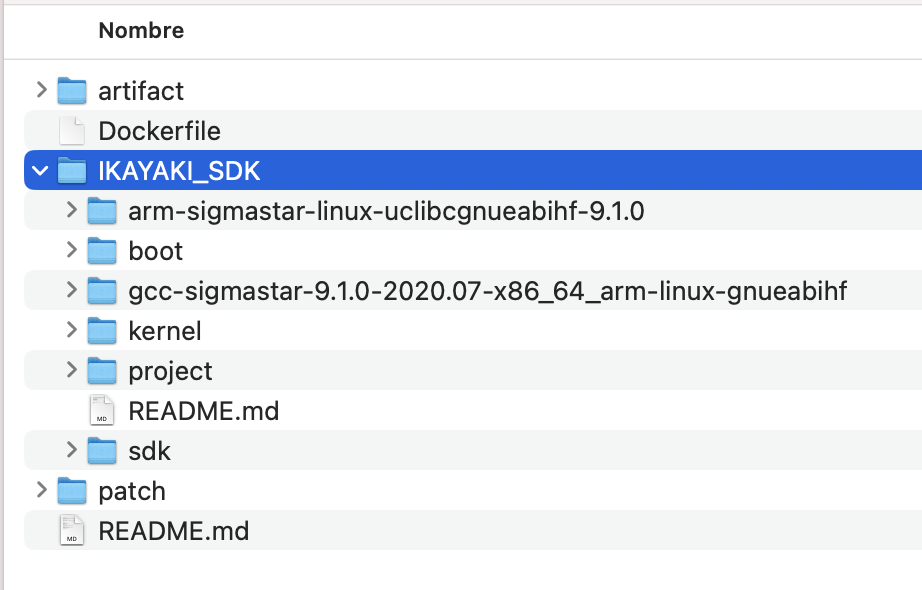 Nombre
artifact
Dockerfile
IKAYAKI_SDK
arm-sigmastar-linux-uclibcgnueabihf-9.1.0
boot
gcc-sigmastar-9.1.0-2020.07-x86_64_arm-linux-gnueabihf
kernel
project
MD README.md
sdk
patch
MD README.md